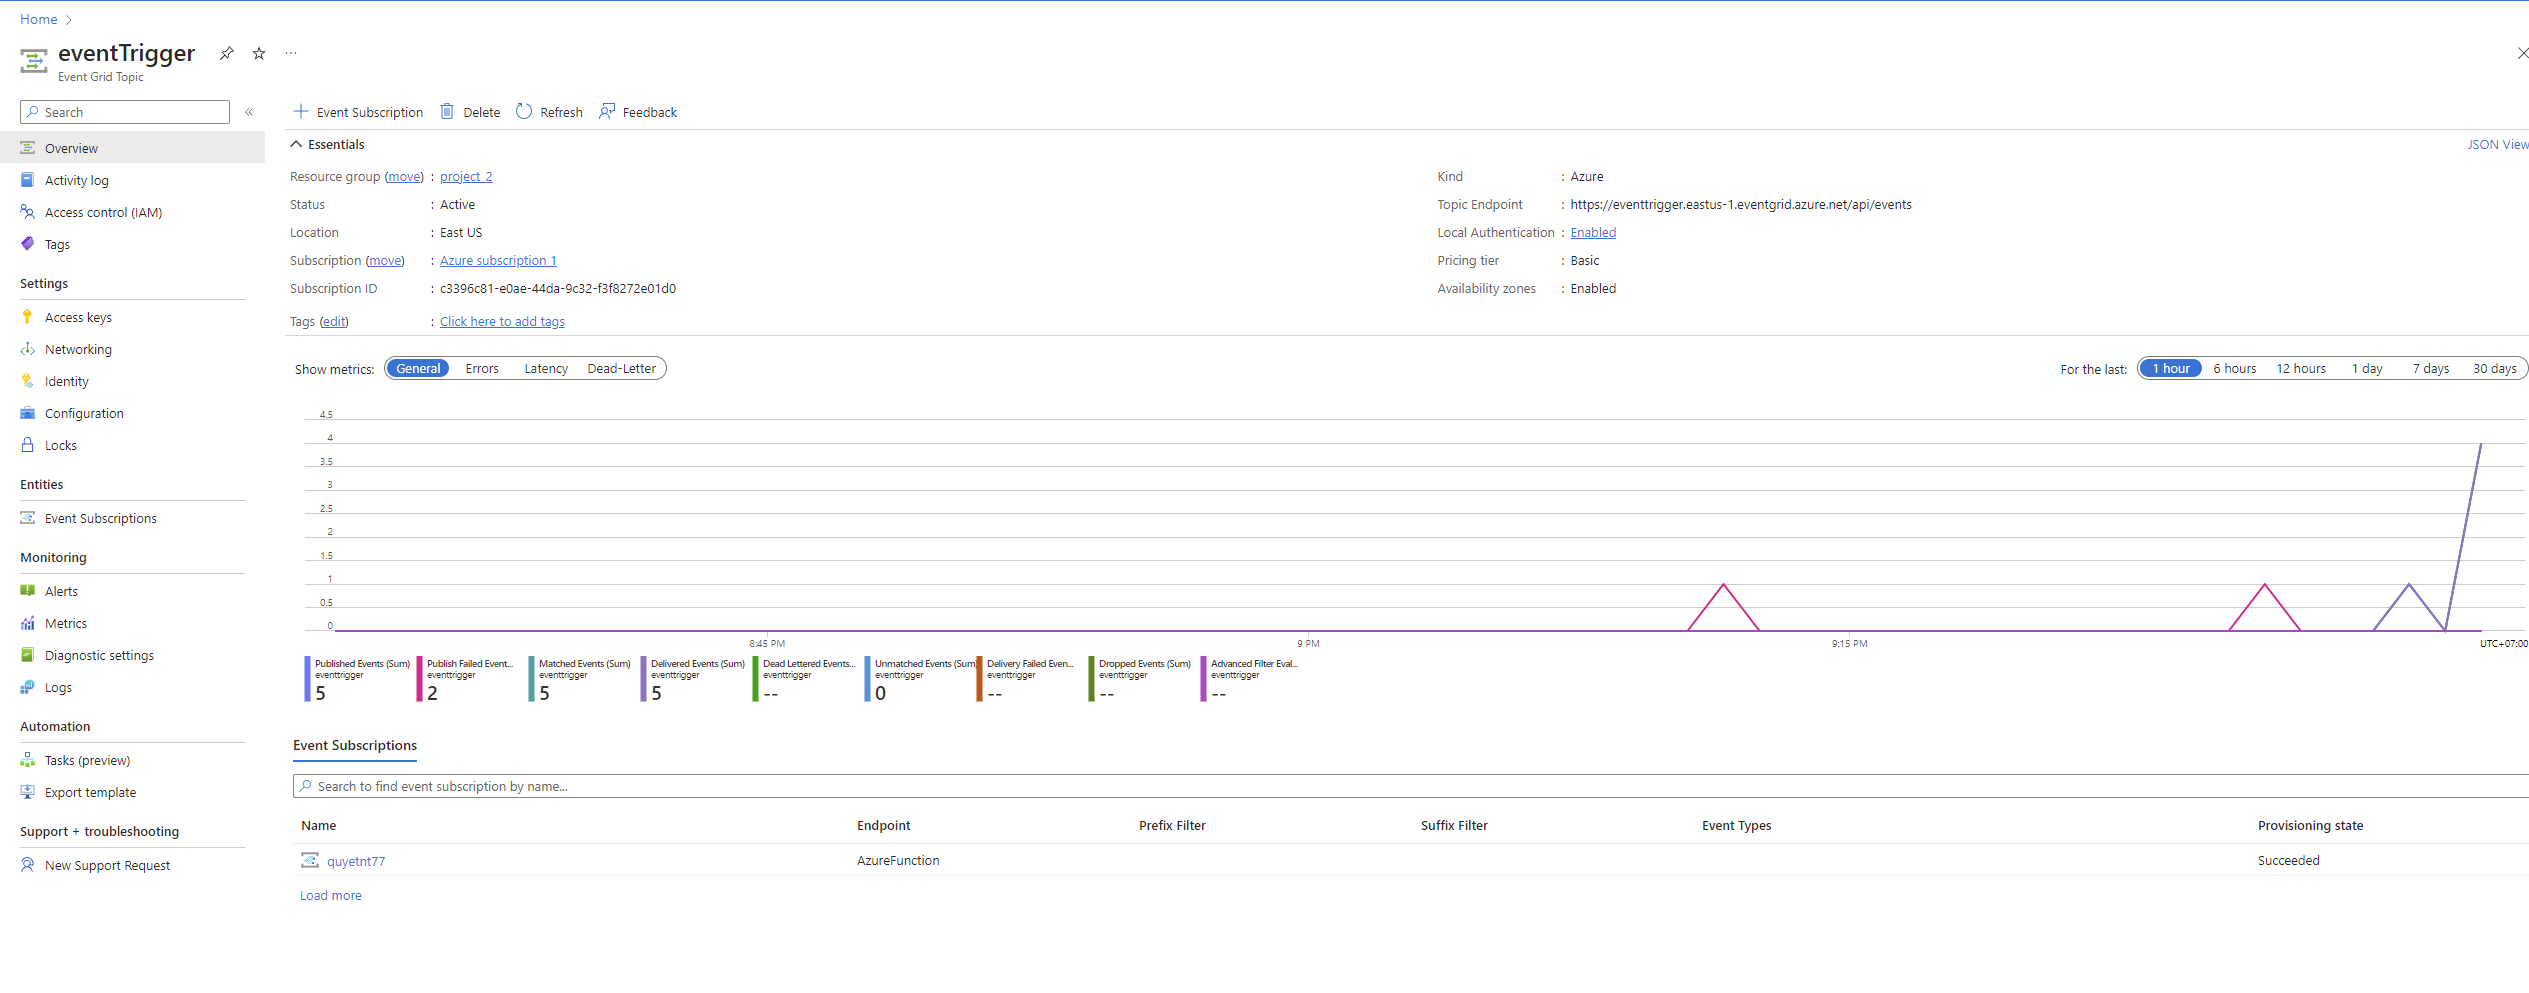 Home
eventTrigger
Event Grid Topic
Search
Overview
Activity log
Access control (IAM)
Tags
Settings
Access keys
Networking
Identity
Configuration
Locks
Entities
Event Subscriptions
Monitoring
Alerts
Metrics
Diagnostic settings
Logs
Automation
Tasks (preview)
Export template
Support + troubleshooting
New Support Request
Event Subscription Delete Refresh Feedback
Essentials
JSON View
Resource group (move) : project_2
Status : Active
Location : East US
Subscription (move) : Azure subscription 1
Subscription ID : c3396c81-e0ae-44da-9c32-f3f8272e01d0
Tags (edit) : Click here to add tags
Kind : Azure
Topic Endpoint : https://eventtrigger.eastus-1.eventgrid.azure.net/api/events
Local Authentication : Enabled
Pricing tier : Basic
Availability zones : Enabled
Show metrics: General Errors Latency Dead-Letter
For the last: 1 hour 6 hours 12 hours 1 day 7 days 30 days
4.5
4
3.5
3
2.5
2
1.5
1
0.5
0
8:45 PM 9 PM 9:15 PM UTC+07:00
Published Events (Sum)
eventtrigger
5
Publish Failed Event...
eventtrigger
2
Matched Events (Sum)
eventtrigger
5
Delivered Events (Sum)
eventtrigger
5
Dead Lettered Events...
eventtrigger
--
Unmatched Events (Sum)
eventtrigger
0
Delivery Failed Even...
eventtrigger
--
Dropped Events (Sum)
eventtrigger
--
Advanced Filter Eval...
eventtrigger
--
Event Subscriptions
Search to find event subscription by name...
Name Endpoint Prefix Filter Suffix Filter Event Types Provisioning state
quyetnt77 AzureFunction Succeeded
Load more